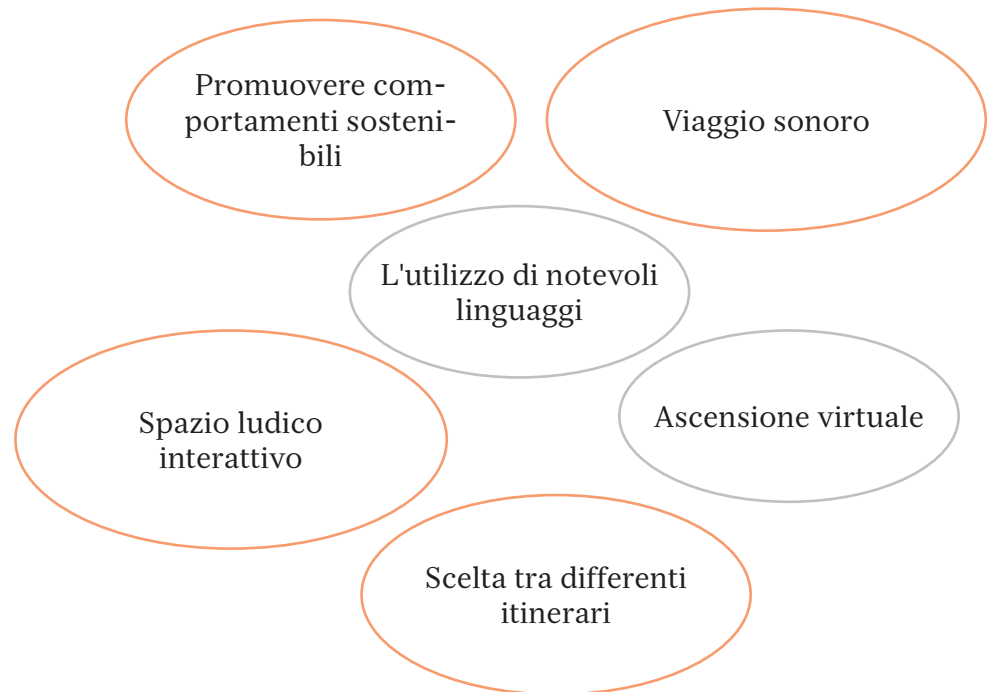 Promuovere com-
portamenti sosteni-
bili
Viaggio sonoro
L'utilizzo di notevoli
linguaggi
Ascensione virtuale
Spazio ludico
interattivo
Scelta tra differenti
itinerari